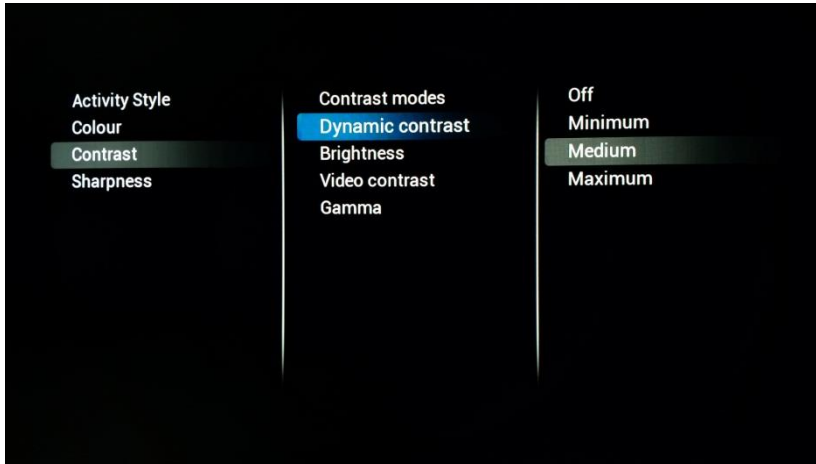 Activity Style
Colour
Contrast
Sharpness
Contrast modes
Dynamic contrast
Brightness
Video contrast
Gamma
Off
Minimum
Medium
Maximum